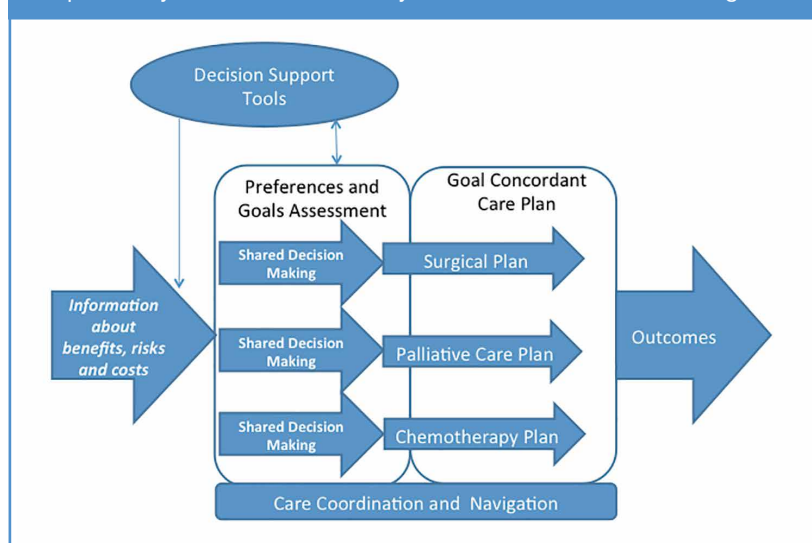 Decision Support
Tools
Preferences and
Goals Assessment
Goal Concordant
Care Plan
Shared Decision
Making
Surgical Plan
Information
about
benefits, risks
and costs
Shared Decision
Making
Palliative Care Plan
Outcomes
Shared Decision
Making
Chemotherapy Plan
Care Coordination and Navigation